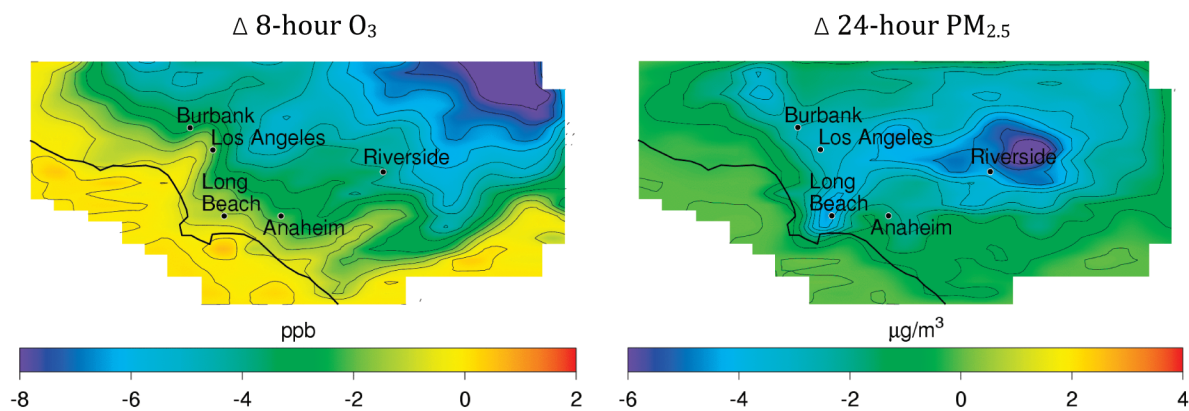 Δ 8-hour O₃
Burbank
Los Angeles
Riverside
Long
Beach
Anaheim
ppb
-8 -6 -4 -2 0 2
Δ 24-hour PM₂.₅
Burbank
Los Angeles
Riverside
Long
Beach
Anaheim
μg/m³
-6 -4 -2 0 2 4